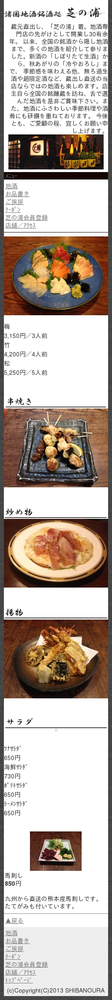 諸国地酒銘酒処 芝の浦
蔵元直出し、「芝の浦」着。地酒専
門店の先がけとして開業し30有余
年。 以来、全国の銘酒から隠し地酒
まで、多くの地酒を紹介して参りま
した。新酒の「しぼりたて生酒」か
ら、秋あがりの「冷やおろし」ま
で、 季節感を味わえる他、無ろ過生
酒や超限定酒など、蔵出し直送の当
店ならではの地酒も楽しめます。店
主自ら全国の銘醸蔵を訪ね、舌で選
んだ地酒を是非ご賞味下さい。ま
た、地酒にふさわしい季節料理や酒
肴にも研鑽を重ねております。 今後
とも、ご愛顧の程、宜しくお願い申
し上げます。
ﾒﾆｭｰ
地酒
お品書き
ご挨拶
ｸｰﾎﾟﾝ
芝の浦会員登録
店舗／ｱｸｾｽ
梅
3,150円／3人前
竹
4,200円／4人前
松
5,250円／5人前
串焼き
炒め物
揚物
サラダ
ﾂﾅｻﾗﾀﾞ
650円
海鮮ｻﾗﾀﾞ
730円
ﾎﾟﾃﾄｻﾗﾀﾞ
650円
ﾗｰﾒﾝｻﾗﾀﾞ
650円
馬刺し
850円
九州から直送の熊本産馬刺しです。
たてがみも付いています。
▲戻る
地酒
お品書き
ご挨拶
ｸｰﾎﾟﾝ
芝の浦会員登録
店舗／ｱｸｾｽ
ﾄｯﾌﾟﾍﾟｰｼﾞ
(c)Copyright(C)2013 SHIBANOURA